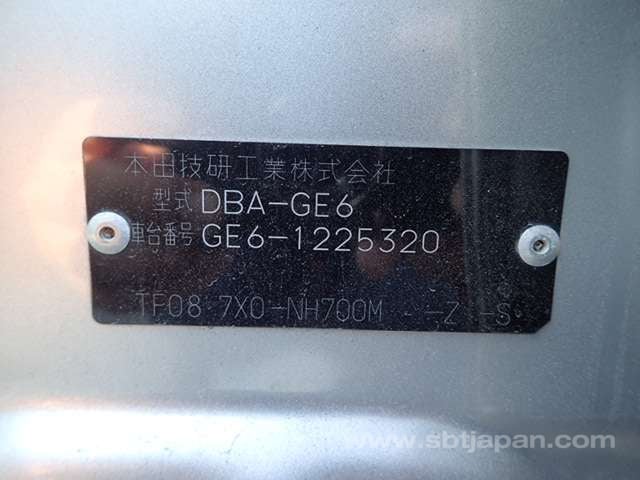 本田技研工業株式会社
型式 DBA-GE6
車台番号 GE6-1225320
TF08 7X0-NH700M - -Z -S
www.sbtjapan.com